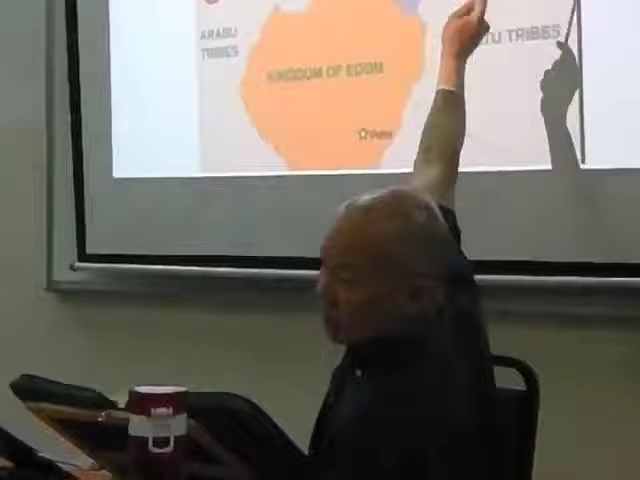 ARABU
TRIBES
TU TRIBES
KINGDOM OF EDOM
Petra